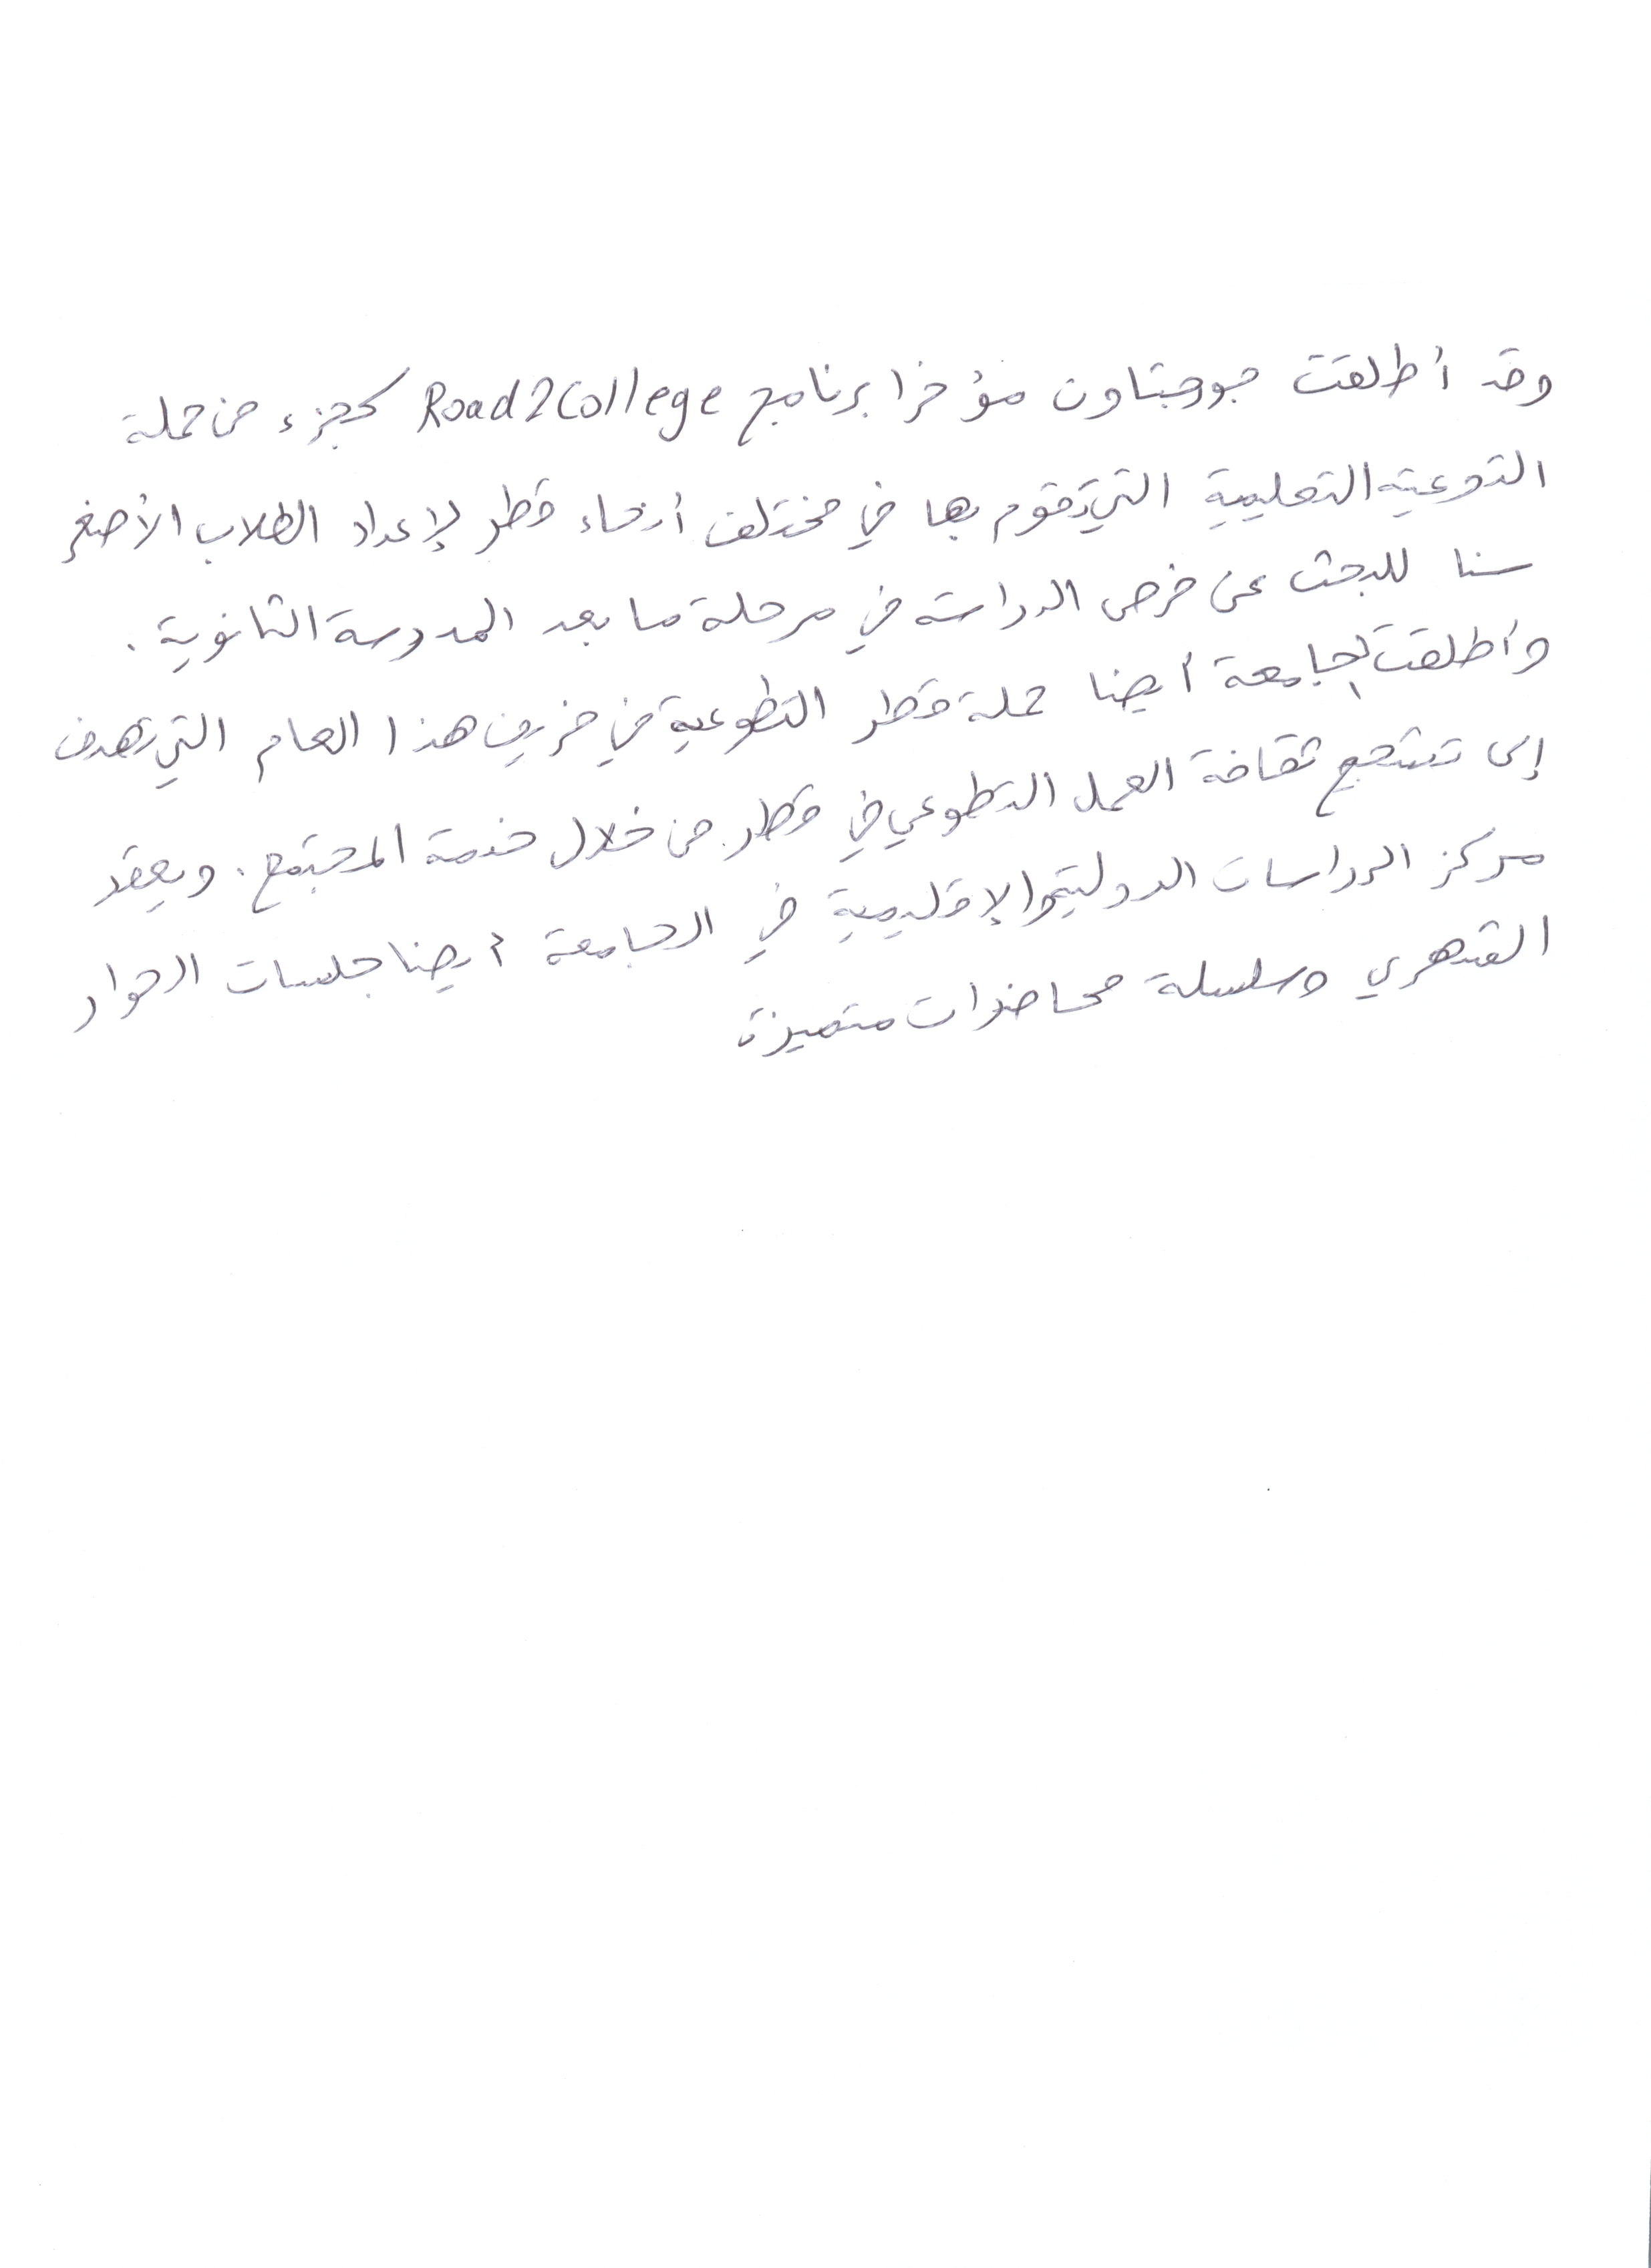 وقد أطلقت جورجتاون مؤخرا برنامج Road2College كجزء من حملة
التوعية التعليمية التي تقوم بها في مختلف أنحاء قطر لإعداد الطلاب الأصغر
سنا للبحث عن فرص الدراسة في مرحلة ما بعد المدرسة الثانوية .
وأطلقت الجامعة أيضا حملة قطر التطوعية في خريف هذا العام التي تهدف
إلى تشجيع ثقافة العمل التطوعي في قطر من خلال خدمة المجتمع . ويعقد
مركز الدراسات الدولية والإقليمية في الجامعة أيضا جلسات الحوار
الشهري وسلسلة محاضرات متميزة